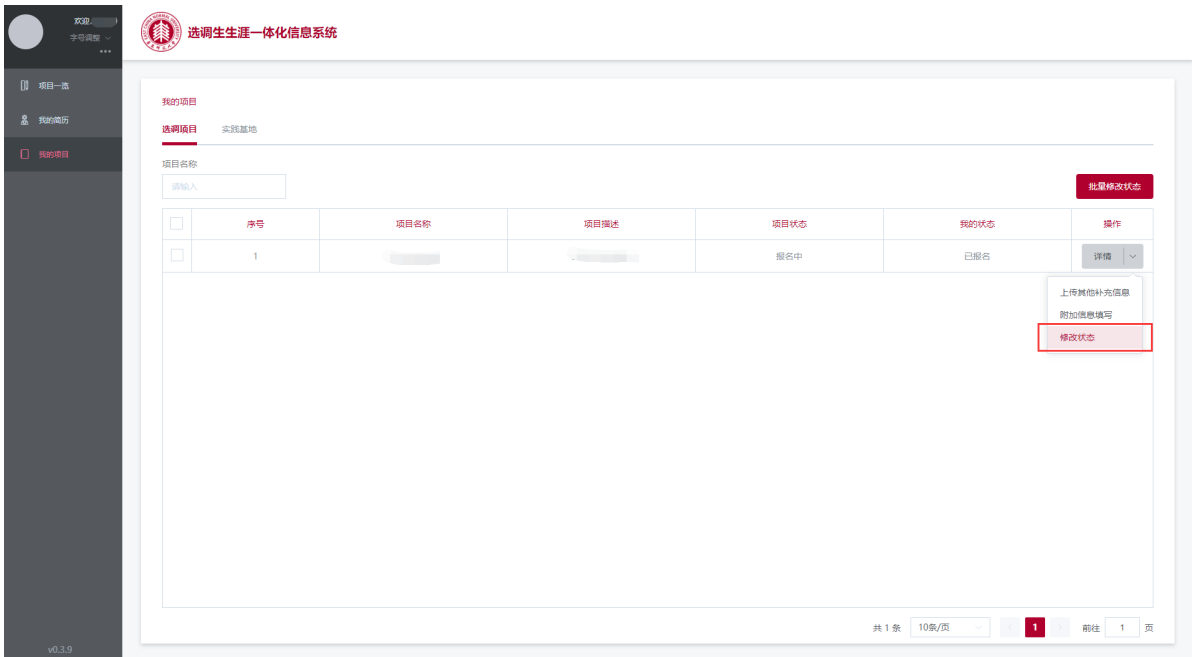 欢迎
字号调整
选调生生涯一体化信息系统
项目一览
我的简历
我的项目
我的项目
选调项目 实践基地
项目名称
请输入
批量修改状态
序号 项目名称 项目描述 项目状态 我的状态 操作
1 报名中 已报名 详情
上传其他补充信息
附加信息填写
修改状态
共 1 条 10条/页 1 前往 1 页
v0.3.9